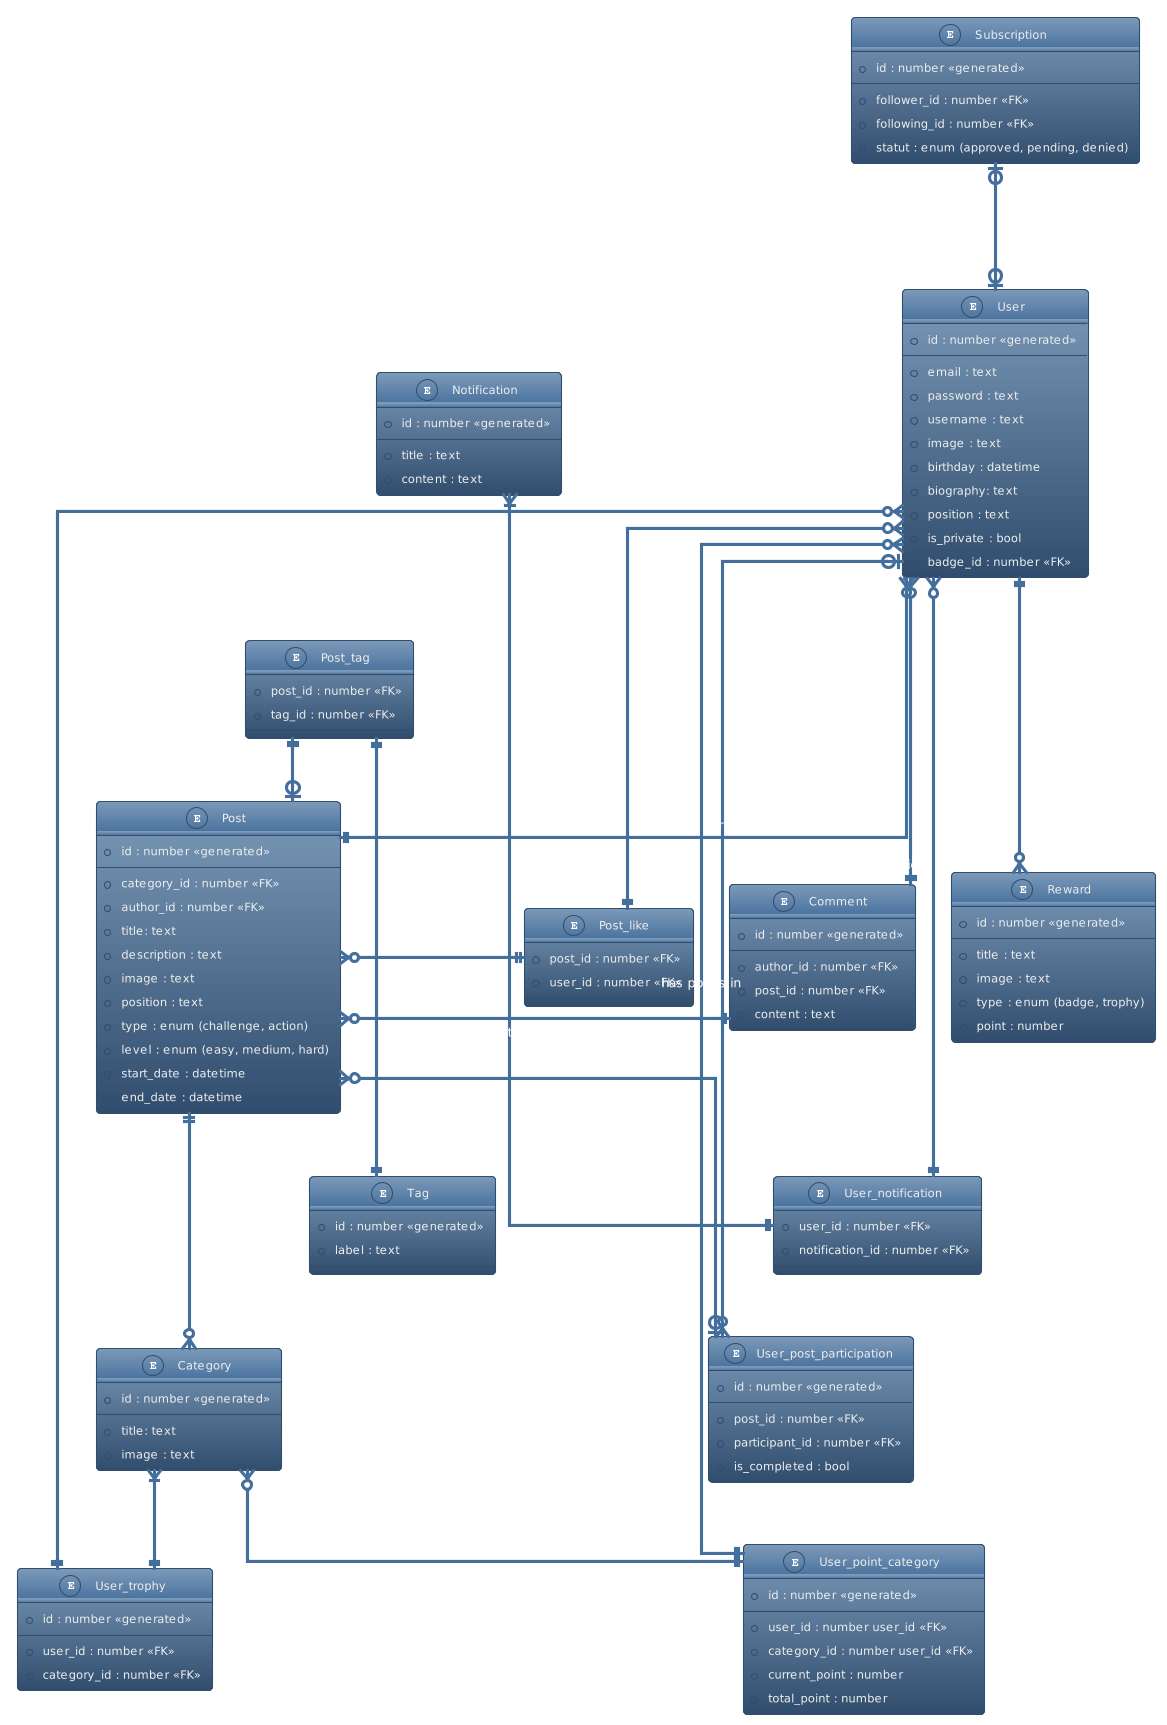 E Subscription
id : number «generated»
follower_id : number «FK»
following_id : number «FK»
statut : enum (approved, pending, denied)
E User
id : number «generated»
email : text
password : text
username : text
image : text
birthday : datetime
biography: text
position : text
is_private : bool
badge_id : number «FK»
E Notification
id : number «generated»
title : text
content : text
E Post_tag
post_id : number «FK»
tag_id : number «FK»
E Post
id : number «generated»
category_id : number «FK»
author_id : number «FK»
title: text
description : text
image : text
position : text
type : enum (challenge, action)
level : enum (easy, medium, hard)
start_date : datetime
end_date : datetime
E Post_like
post_id : number «FK»
user_id : number «FK»
E Comment
id : number «generated»
author_id : number «FK»
post_id : number «FK»
content : text
E Reward
id : number «generated»
title : text
image : text
type : enum (badge, trophy)
point : number
E Tag
id : number «generated»
label : text
E User_notification
user_id : number «FK»
notification_id : number «FK»
E Category
id : number «generated»
title: text
image : text
E User_post_participation
id : number «generated»
post_id : number «FK»
participant_id : number «FK»
is_completed : bool
E User_trophy
id : number «generated»
user_id : number «FK»
category_id : number «FK»
E User_point_category
id : number «generated»
user_id : number user_id «FK»
category_id : number user_id «FK»
current_point : number
total_point : number